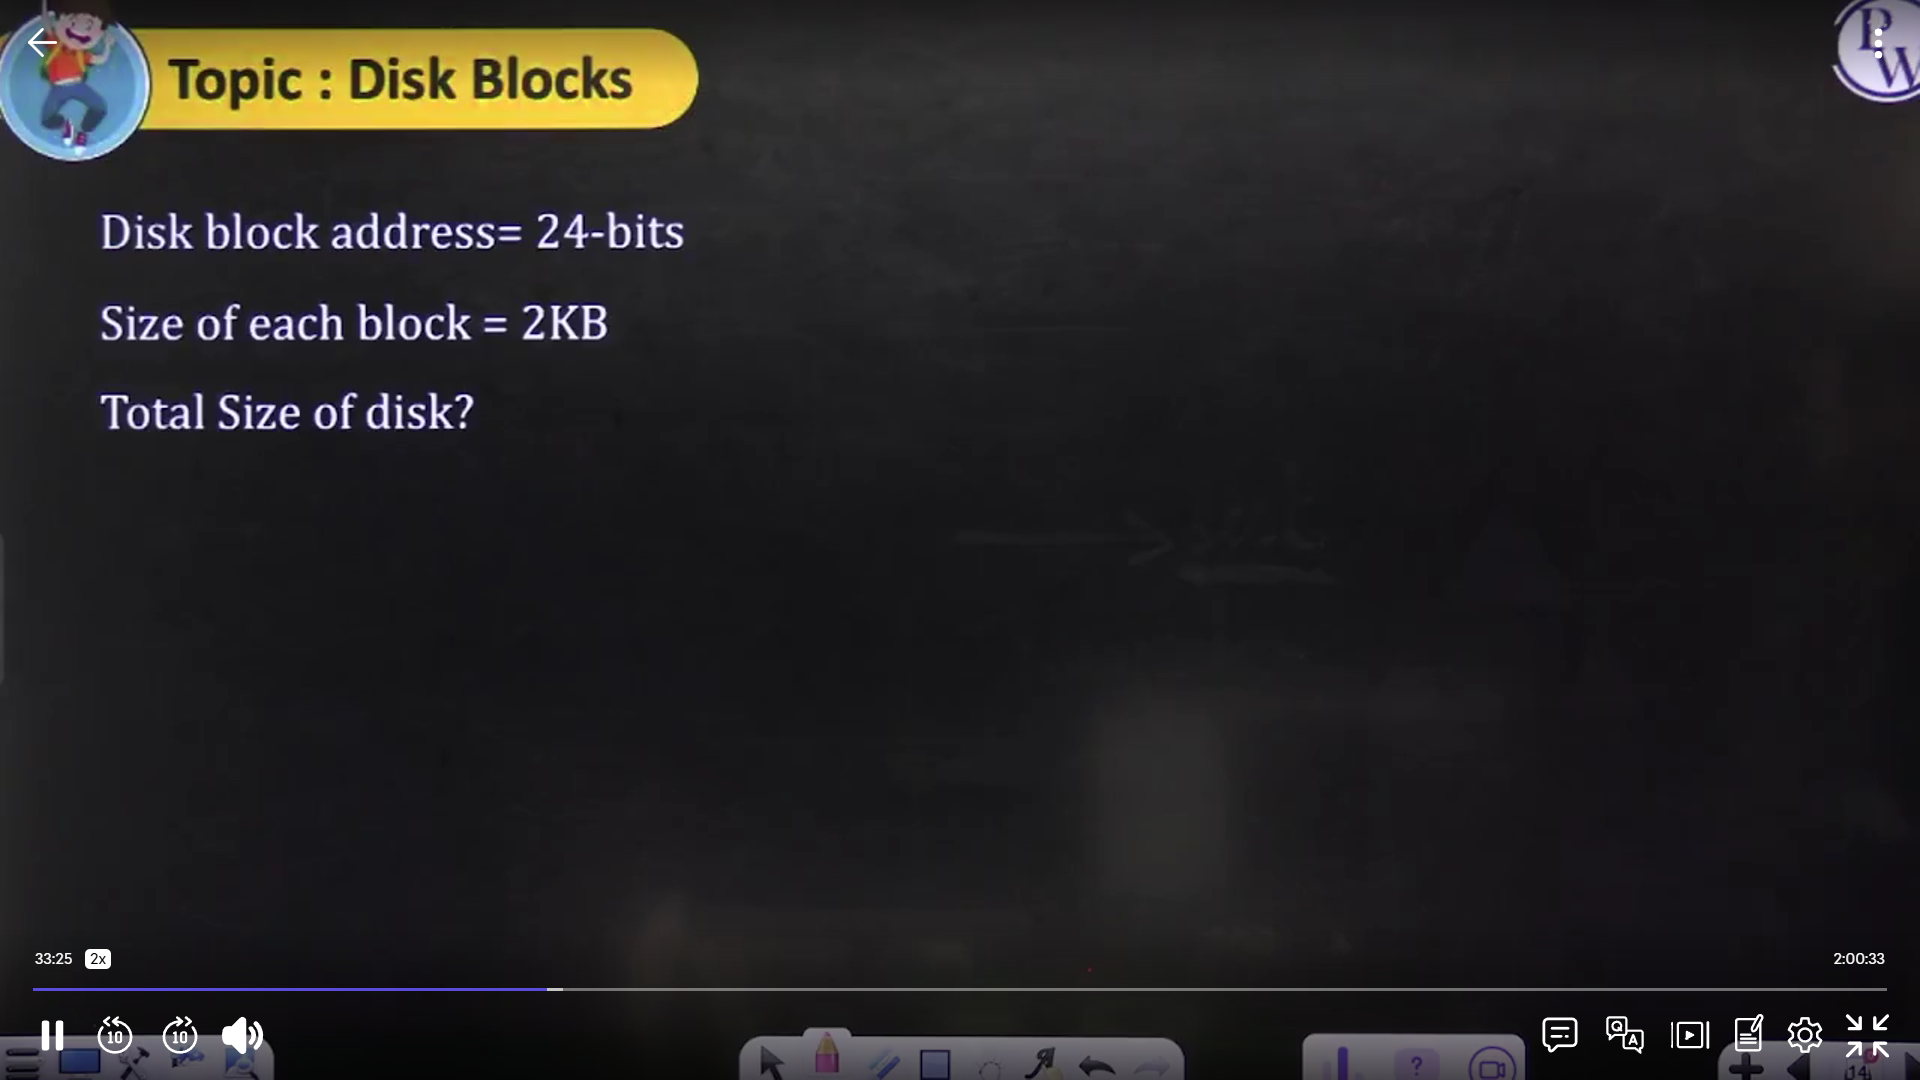 Topic : Disk Blocks
P
W
Disk block address= 24-bits
Size of each block = 2KB
Total Size of disk?
33:25 2x 2:00:33
10 10
Q A
?
14